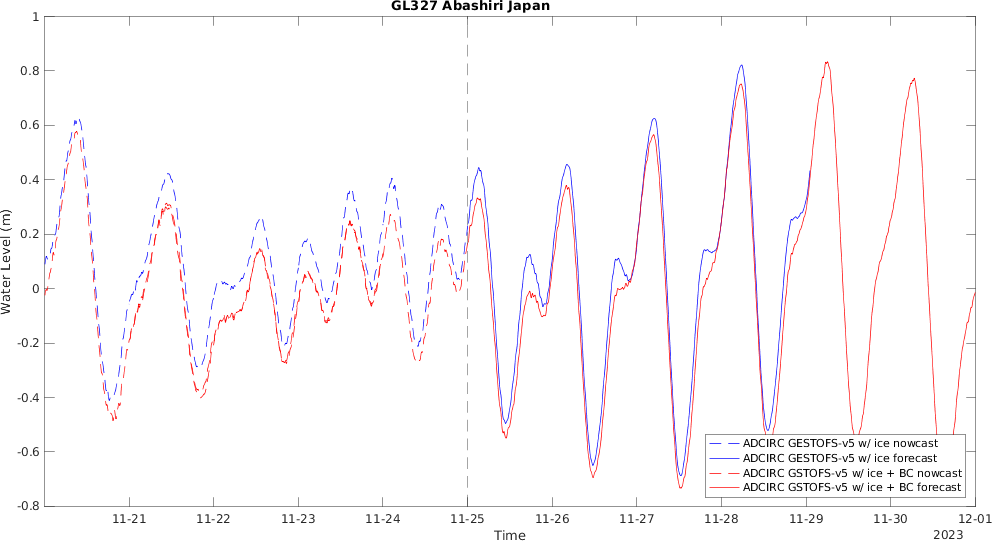 GL327 Abashiri Japan
1
0.8
0.6
0.4
0.2
0
-0.2
-0.4
-0.6
-0.8
Water Level (m)
ADCIRC GESTOFS-v5 w/ ice nowcast
ADCIRC GESTOFS-v5 w/ ice forecast
ADCIRC GSTOFS-v5 w/ ice + BC nowcast
ADCIRC GSTOFS-v5 w/ ice + BC forecast
11-21 11-22 11-23 11-24 11-25 11-26 11-27 11-28 11-29 11-30 12-01
Time
2023